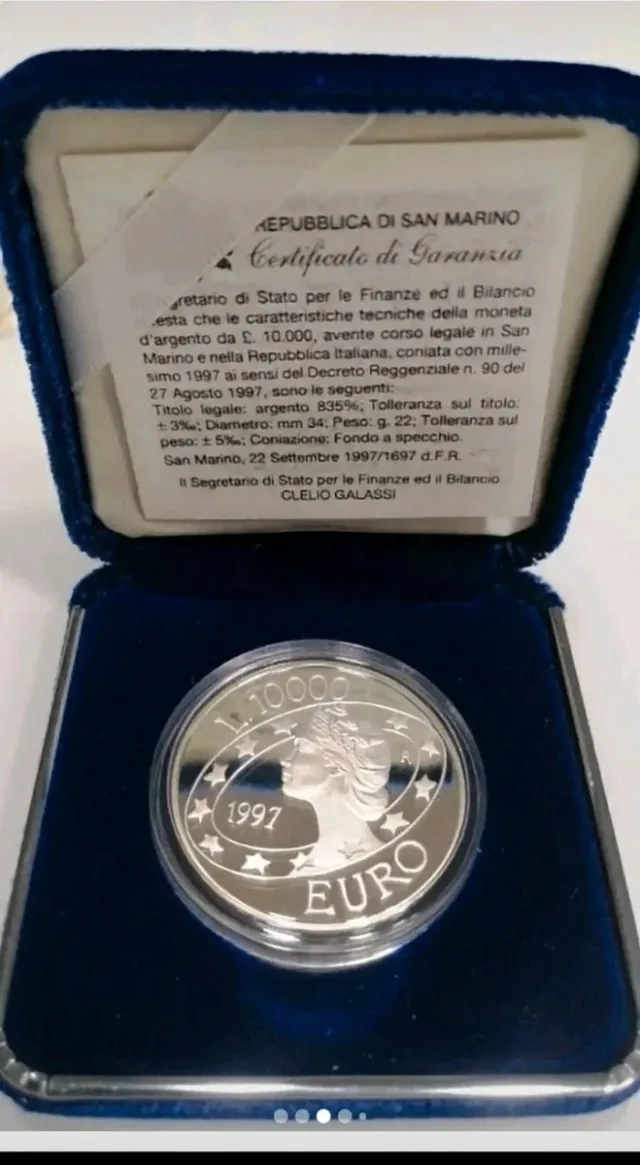 REPUBBLICA DI SAN MARINO
Certificato di Garanzia
di Stato per le Finanze ed il Bilancio
che le caratteristiche tecniche della moneta
d'argento da £. 10.000, avente corso legale in San
Marino e nella Repubblica Italiana, coniata con mille-
simo 1997 ai sensi del Decreto Reggenziale n. 90 del
27 Agosto 1997, sono le seguenti:
Titolo legale: argento 835‰; Tolleranza sul titolo:
± 3‰; Diametro: mm 34; Peso: g. 22; Tolleranza sul
peso: ± 5‰; Coniazione: Fondo a specchio.
San Marino, 22 Settembre 1997/1697 d.F.R.
Il Segretario di Stato per le Finanze ed il Bilancio
CLELIO GALASSI
L. 10000
R
1997
EURO